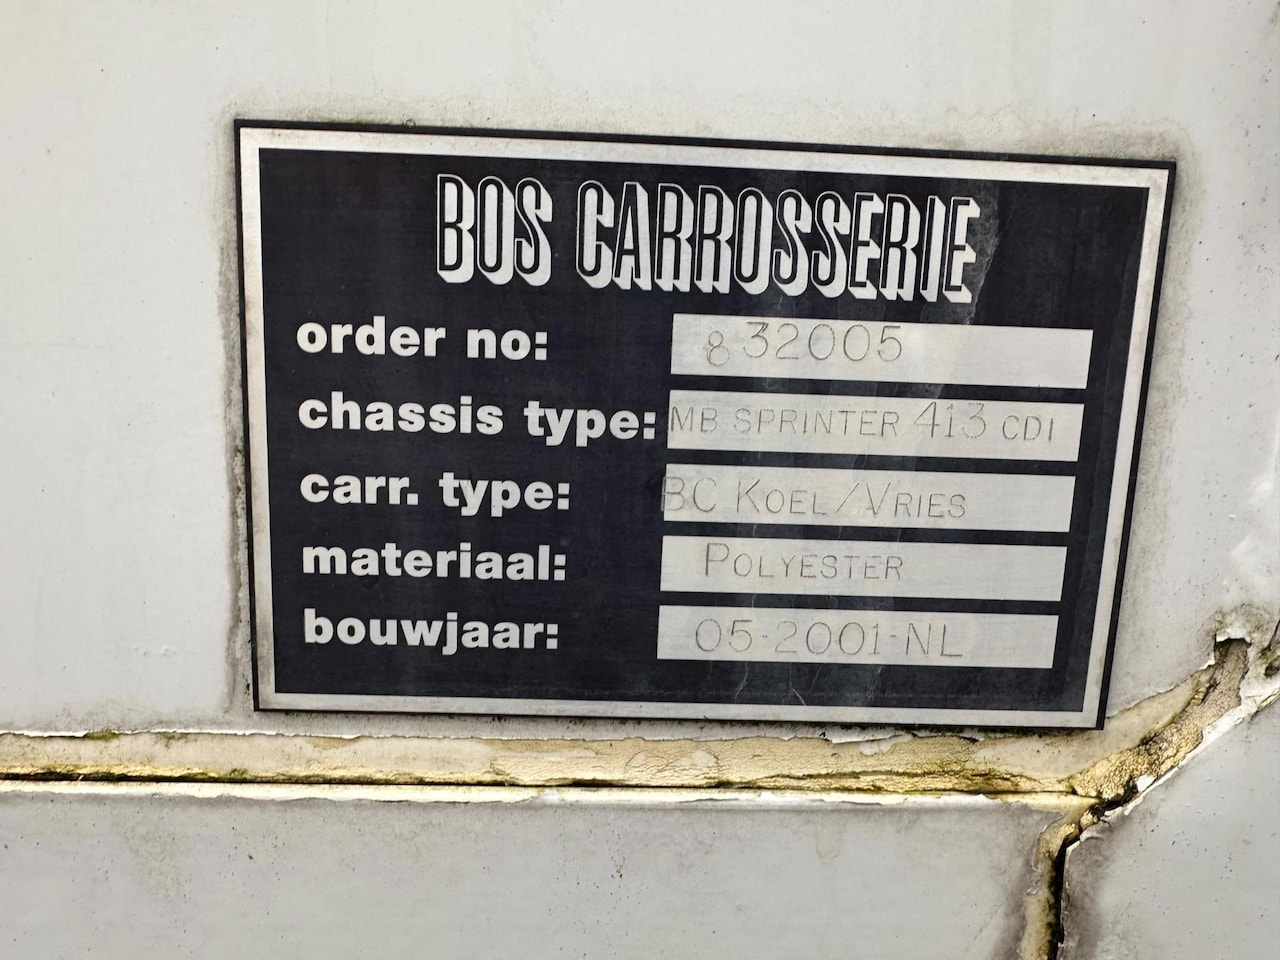 BOS CARROSSERIE
order no: 832005
chassis type: MB SPRINTER 413 CDI
carr. type: BC KOEL/VRIES
materiaal: POLYESTER
bouwjaar: 05-2001-NL